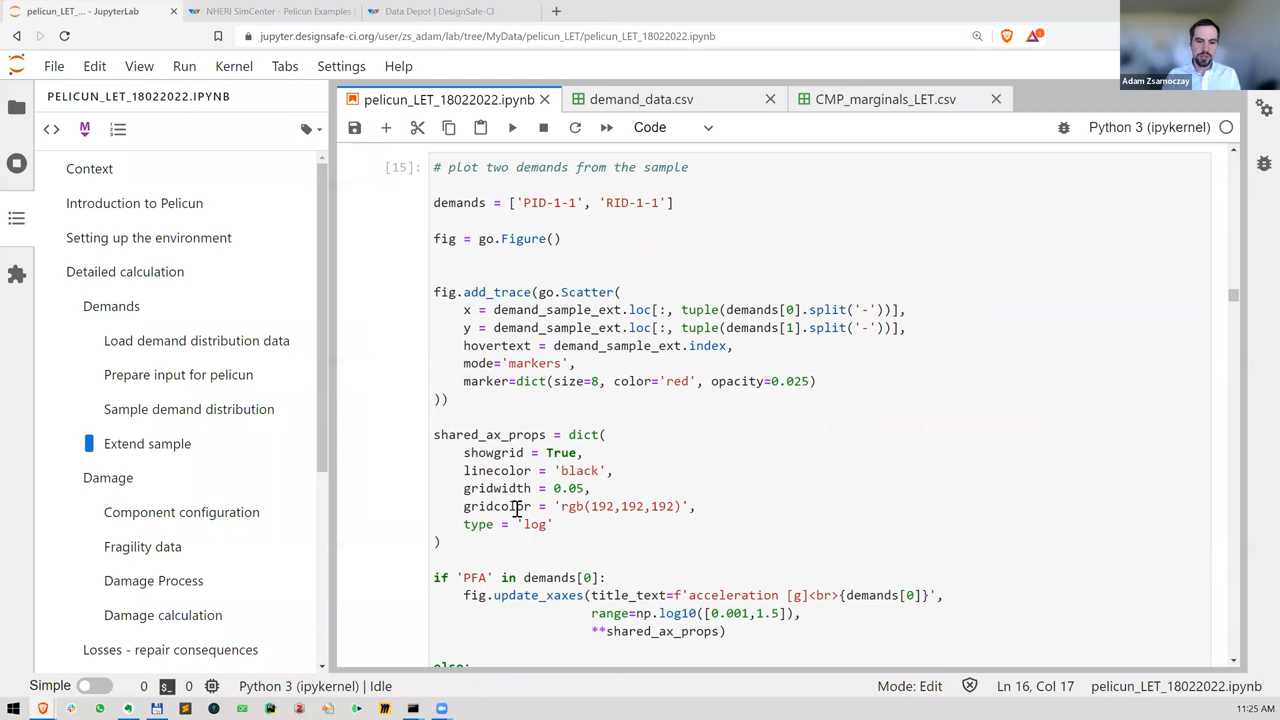 pelicun_LET_... - JupyterLab
NHERI SimCenter - Pelicun Examples
Data Depot | DesignSafe-CI
jupyter.designsafe-ci.org/user/zs_adam/lab/tree/MyData/pelicun_LET/pelicun_LET_18022022.ipynb
Adam Zsarnoczay
File Edit View Run Kernel Tabs Settings Help
PELICUN_LET_18022022.IPYNB
pelicun_LET_18022022.ipynb
demand_data.csv
CMP_marginals_LET.csv
Code
Python 3 (ipykernel)
Context
Introduction to Pelicun
Setting up the environment
Detailed calculation
Demands
Load demand distribution data
Prepare input for pelicun
Sample demand distribution
Extend sample
Damage
Component configuration
Fragility data
Damage Process
Damage calculation
Losses - repair consequences
[15]:
# plot two demands from the sample
demands = ['PID-1-1', 'RID-1-1']
fig = go.Figure()
fig.add_trace(go.Scatter(
x = demand_sample_ext.loc[:, tuple(demands[0].split('-'))],
y = demand_sample_ext.loc[:, tuple(demands[1].split('-'))],
hovertext = demand_sample_ext.index,
mode='markers',
marker=dict(size=8, color='red', opacity=0.025)
))
shared_ax_props = dict(
showgrid = True,
linecolor = 'black',
gridwidth = 0.05,
gridcolor = 'rgb(192,192,192)',
type = 'log'
)
if 'PFA' in demands[0]:
fig.update_xaxes(title_text=f'acceleration [g]<br>{demands[0]}',
range=np.log10([0.001,1.5]),
**shared_ax_props)
else:
Simple 0 0 Python 3 (ipykernel) | Idle
Mode: Edit
Ln 16, Col 17
pelicun_LET_18022022.ipynb
11:25 AM